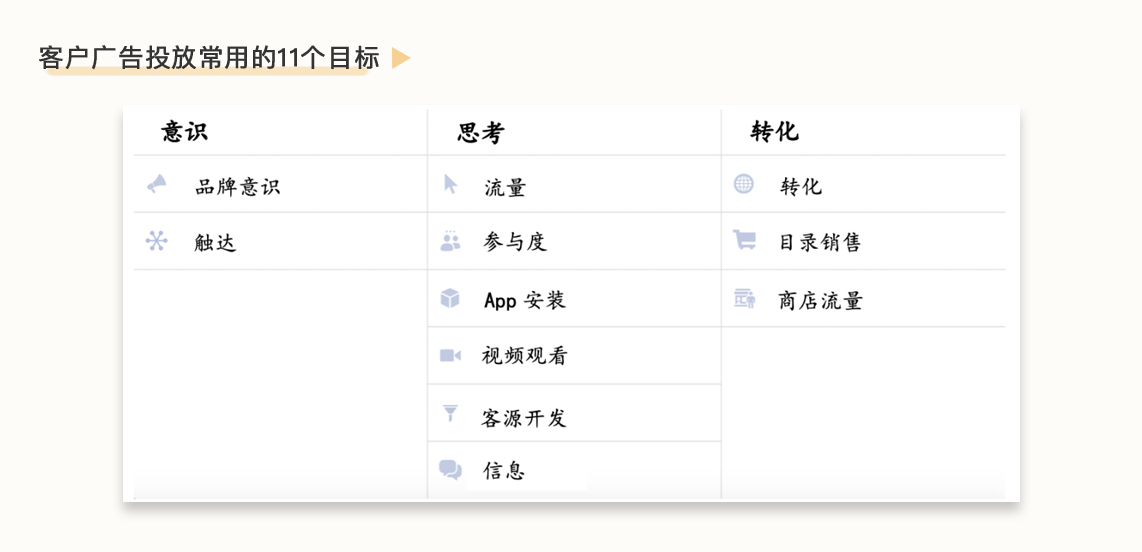 客户广告投放常用的11个目标
意识 思考 转化
品牌意识 流量 转化
触达 参与度 目录销售
App 安装 商店流量
视频观看
客源开发
信息